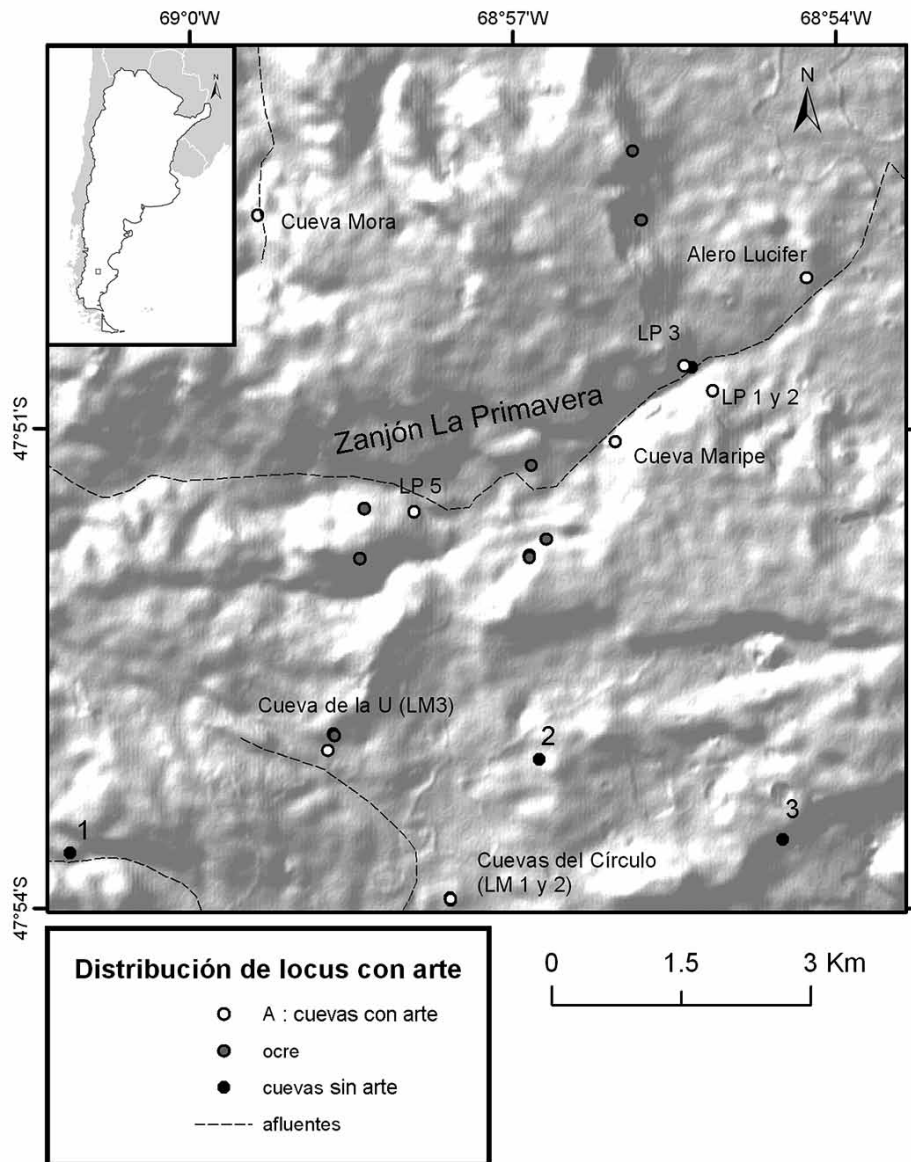 69°0'W
68°57'W
68°54'W
N
N
Cueva Mora
Alero Lucifer
LP 3
LP 1 y 2
47°51'S
Zanjón La Primavera
Cueva Maripe
LP 5
Cueva de la U (LM3)
2
3
1
Cuevas del Círculo
(LM 1 y 2)
47°54'S
Distribución de locus con arte
A : cuevas con arte
ocre
cuevas sin arte
afluentes
0 1.5 3 Km